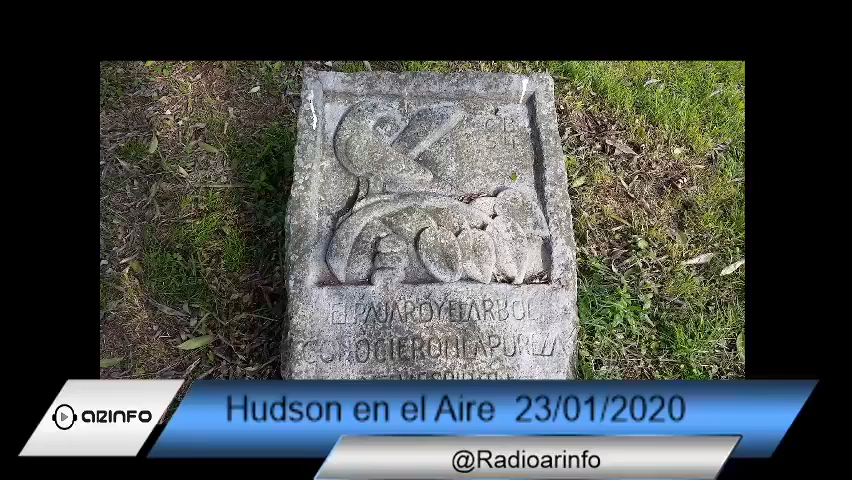 EL PAJARO Y EL ARBOL
CONOCIERON LA PUREZA
ARINFO
Hudson en el Aire 23/01/2020
@Radioarinfo